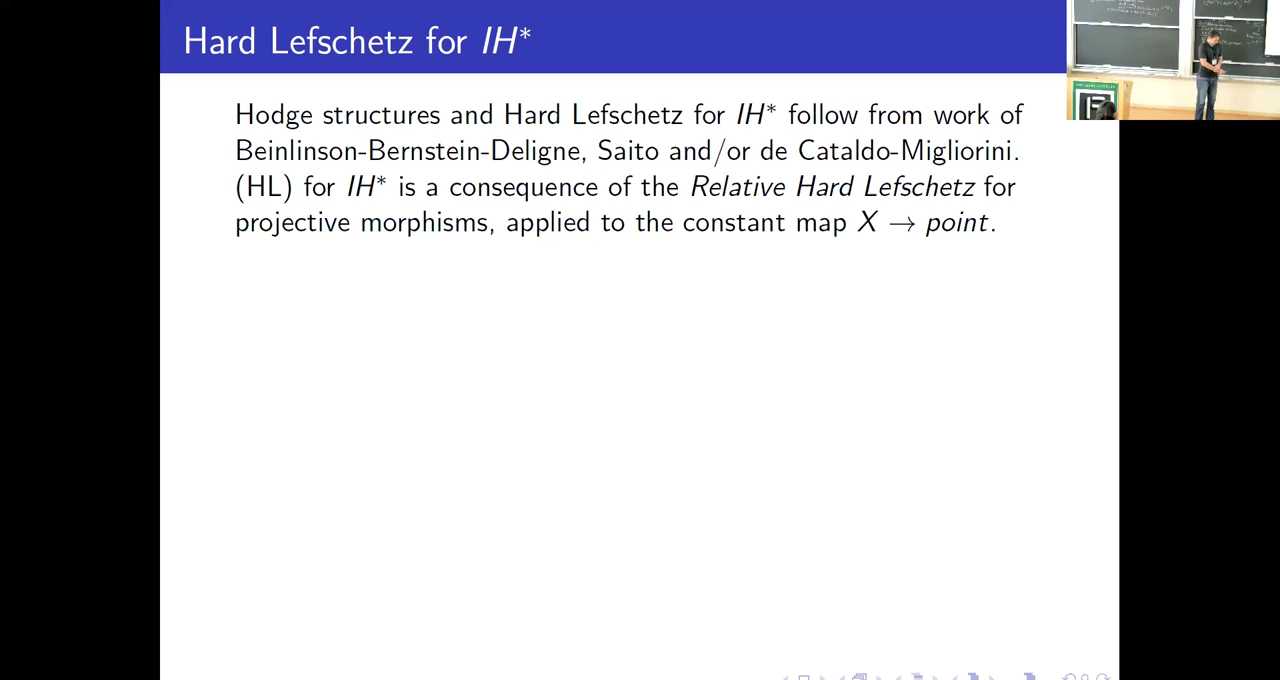 Hard Lefschetz for IH*
Hodge structures and Hard Lefschetz for IH* follow from work of
Beinlinson-Bernstein-Deligne, Saito and/or de Cataldo-Migliorini.
(HL) for IH* is a consequence of the Relative Hard Lefschetz for
projective morphisms, applied to the constant map X → point.